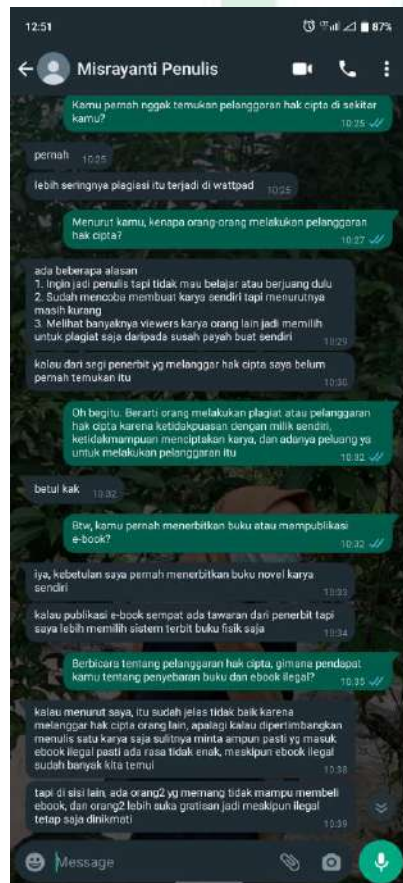 12:51
87%
Misrayanti Penulis
Kamu pernah nggak temukan pelanggaran hak cipta di sekitar
kamu?
10:25
pernah
10:25
lebih seringnya plagiasi itu terjadi di wattpad
10:25
Menurut kamu, kenapa orang-orang melakukan pelanggaran
hak cipta?
10:27
ada beberapa alasan
1. Ingin jadi penulis tapi tidak mau belajar atau berjuang dulu
2. Sudah mencoba membuat karya sendiri tapi menurutnya
masih kurang
3. Melihat banyaknya viewers karya orang lain jadi memilih
untuk plagiat saja daripada susah payah buat sendiri
10:29
kalau dari segi penerbit yg melanggar hak cipta saya belum
pernah temukan itu
10:30
Oh begitu. Berarti orang melakukan plagiat atau pelanggaran
hak cipta karena ketidakpuasan dengan milik sendiri,
ketidakmampuan menciptakan karya, dan adanya peluang ya
untuk melakukan pelanggaran itu
10:32
betul kak
10:32
Btw, kamu pernah menerbitkan buku atau mempublikasi
e-book?
10:32
iya, kebetulan saya pernah menerbitkan buku novel karya
sendiri
10:33
kalau publikasi e-book sempat ada tawaran dari penerbit tapi
saya lebih memilih sistem terbit buku fisik saja
10:34
Berbicara tentang pelanggaran hak cipta, gimana pendapat
kamu tentang penyebaran buku dan ebook ilegal?
10:35
kalau menurut saya, itu sudah jelas tidak baik karena
melanggar hak cipta orang lain, apalagi kalau dipertimbangkan
menulis satu karya saja sulitnya minta ampun pasti yg masuk
ebook ilegal pasti ada rasa tidak enak, meskipun ebook ilegal
sudah banyak kita temui
10:38
tapi di sisi lain, ada orang2 yg memang tidak mampu membeli
ebook, dan orang2 lebih suka gratisan jadi meskipun ilegal
tetap saja dinikmati
10:39
Message